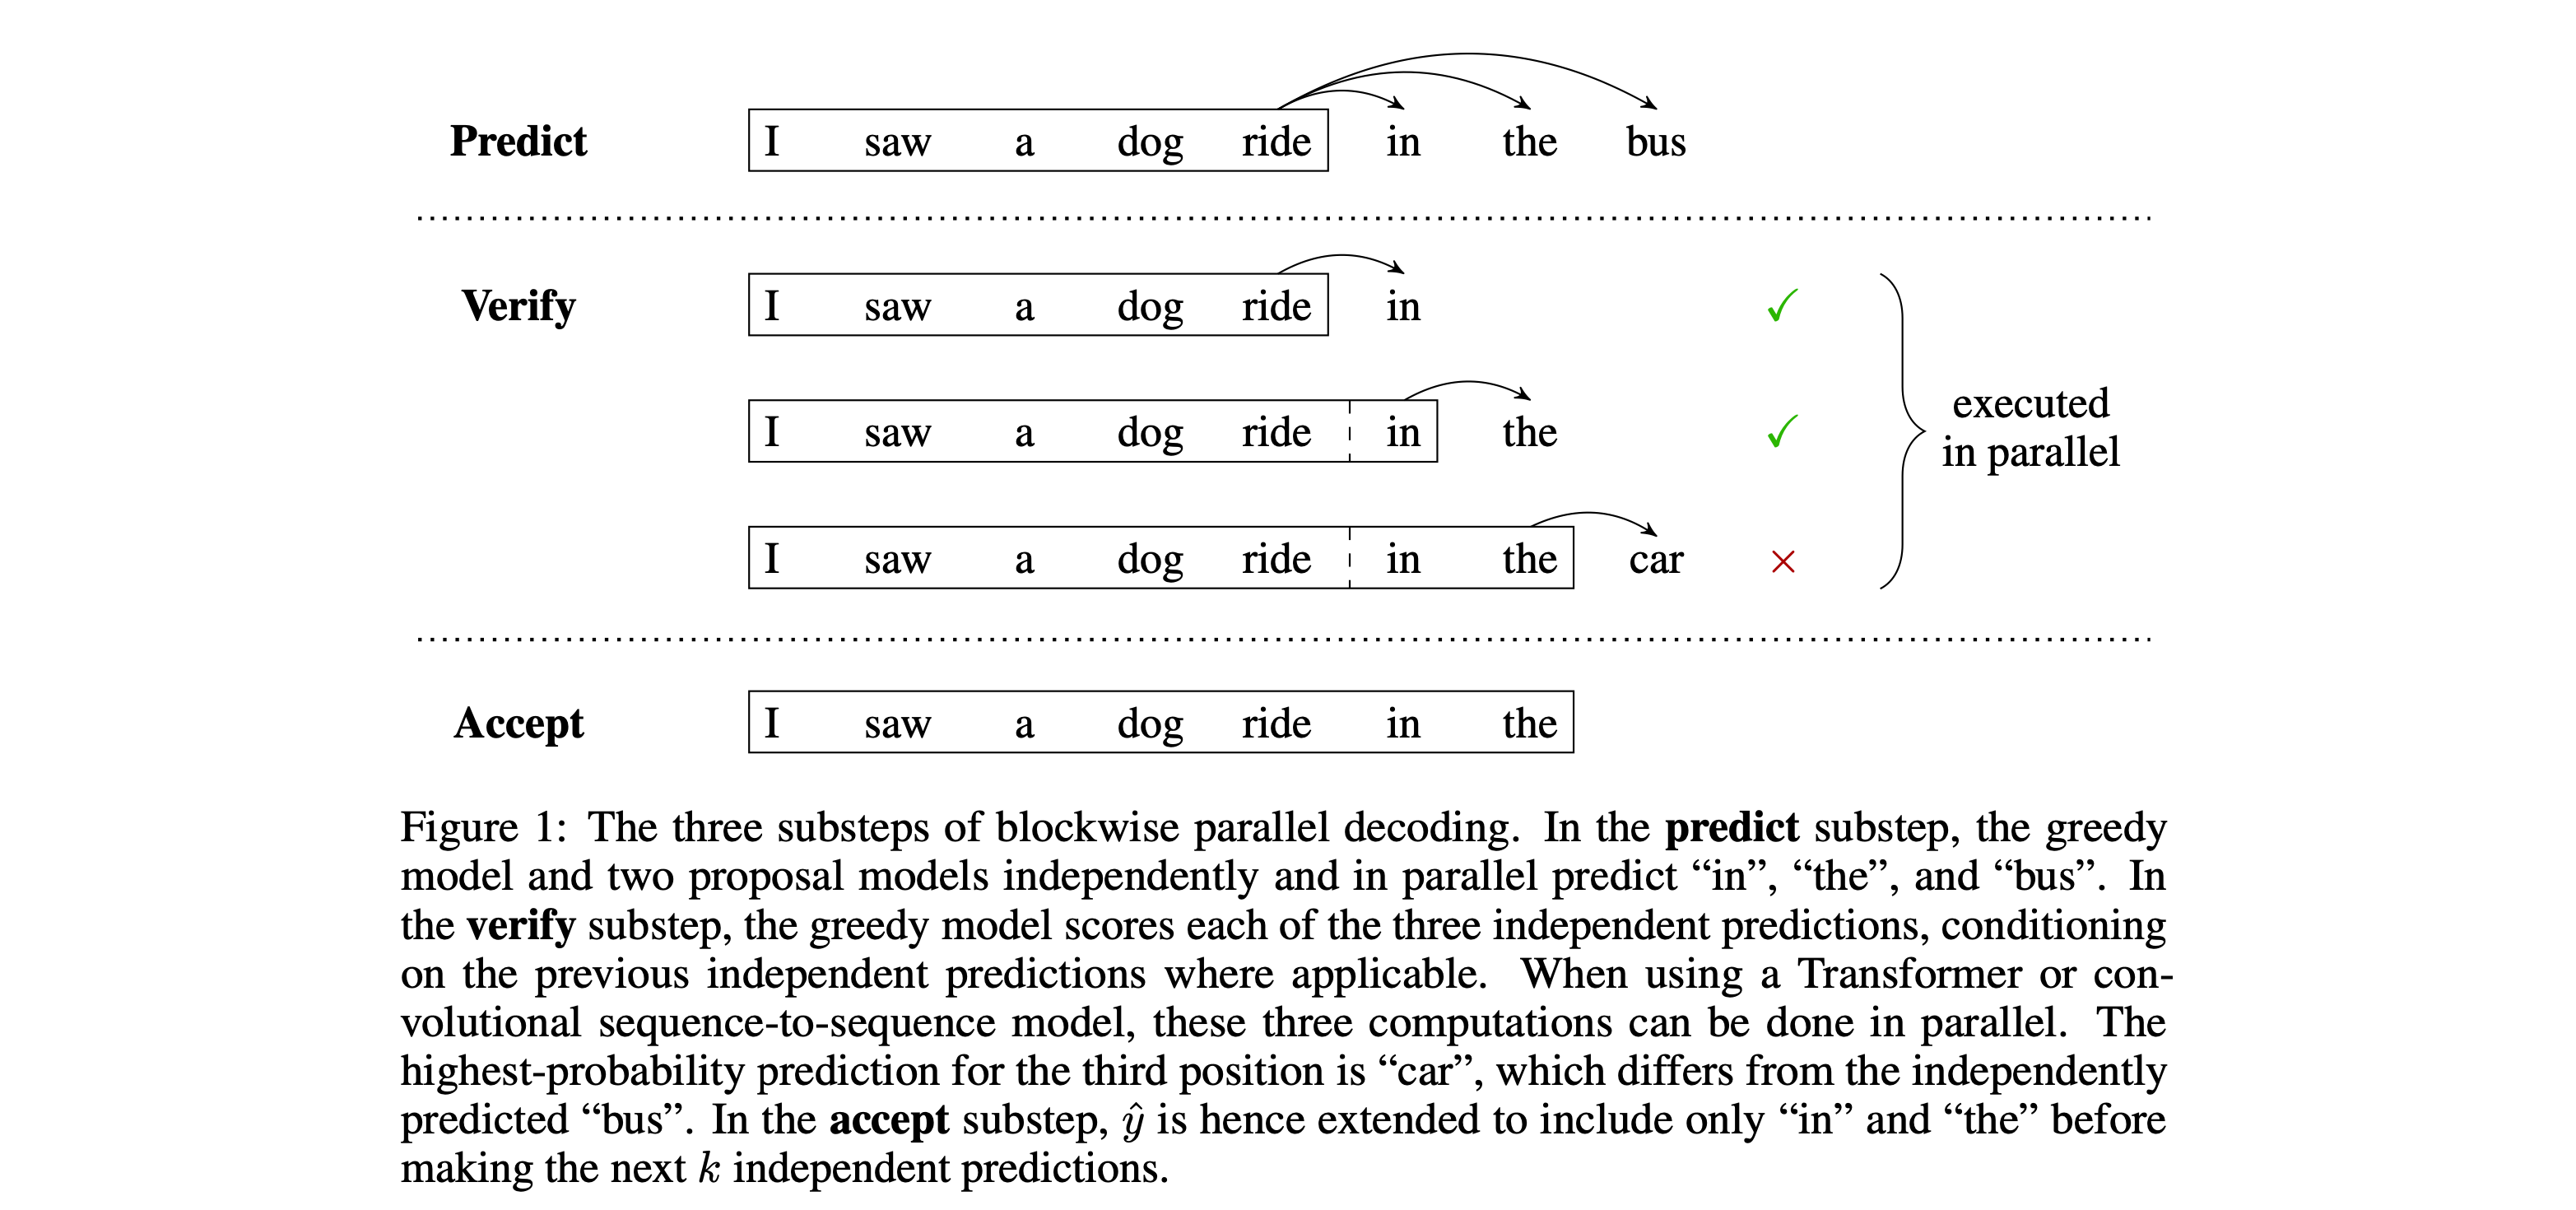 Predict I saw a dog ride in the bus
Verify I saw a dog ride in ✓
I saw a dog ride in the ✓
executed
in parallel
I saw a dog ride in the car ×
Accept I saw a dog ride in the
Figure 1: The three substeps of blockwise parallel decoding. In the predict substep, the greedy
model and two proposal models independently and in parallel predict “in”, “the”, and “bus”. In
the verify substep, the greedy model scores each of the three independent predictions, conditioning
on the previous independent predictions where applicable. When using a Transformer or con-
volutional sequence-to-sequence model, these three computations can be done in parallel. The
highest-probability prediction for the third position is “car”, which differs from the independently
predicted “bus”. In the accept substep, ŷ is hence extended to include only “in” and “the” before
making the next k independent predictions.